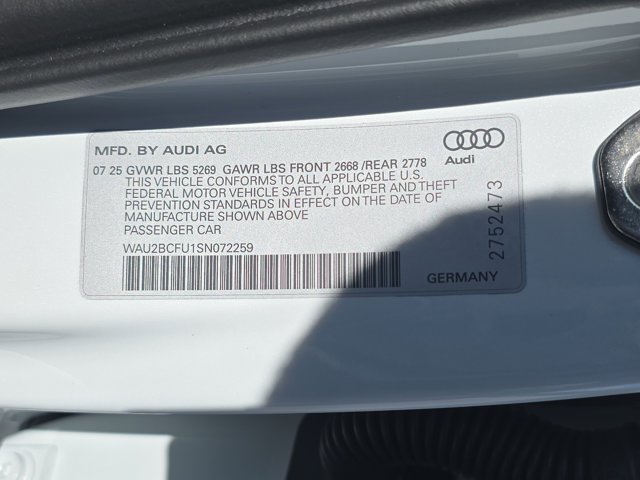 MFD. BY AUDI AG
Audi
07 25 GVWR LBS 5269 GAWR LBS FRONT 2668 /REAR 2778
THIS VEHICLE CONFORMS TO ALL APPLICABLE U.S.
FEDERAL MOTOR VEHICLE SAFETY, BUMPER AND THEFT
PREVENTION STANDARDS IN EFFECT ON THE DATE OF
MANUFACTURE SHOWN ABOVE
PASSENGER CAR
WAU2BCFU1SN072259
GERMANY
2752473